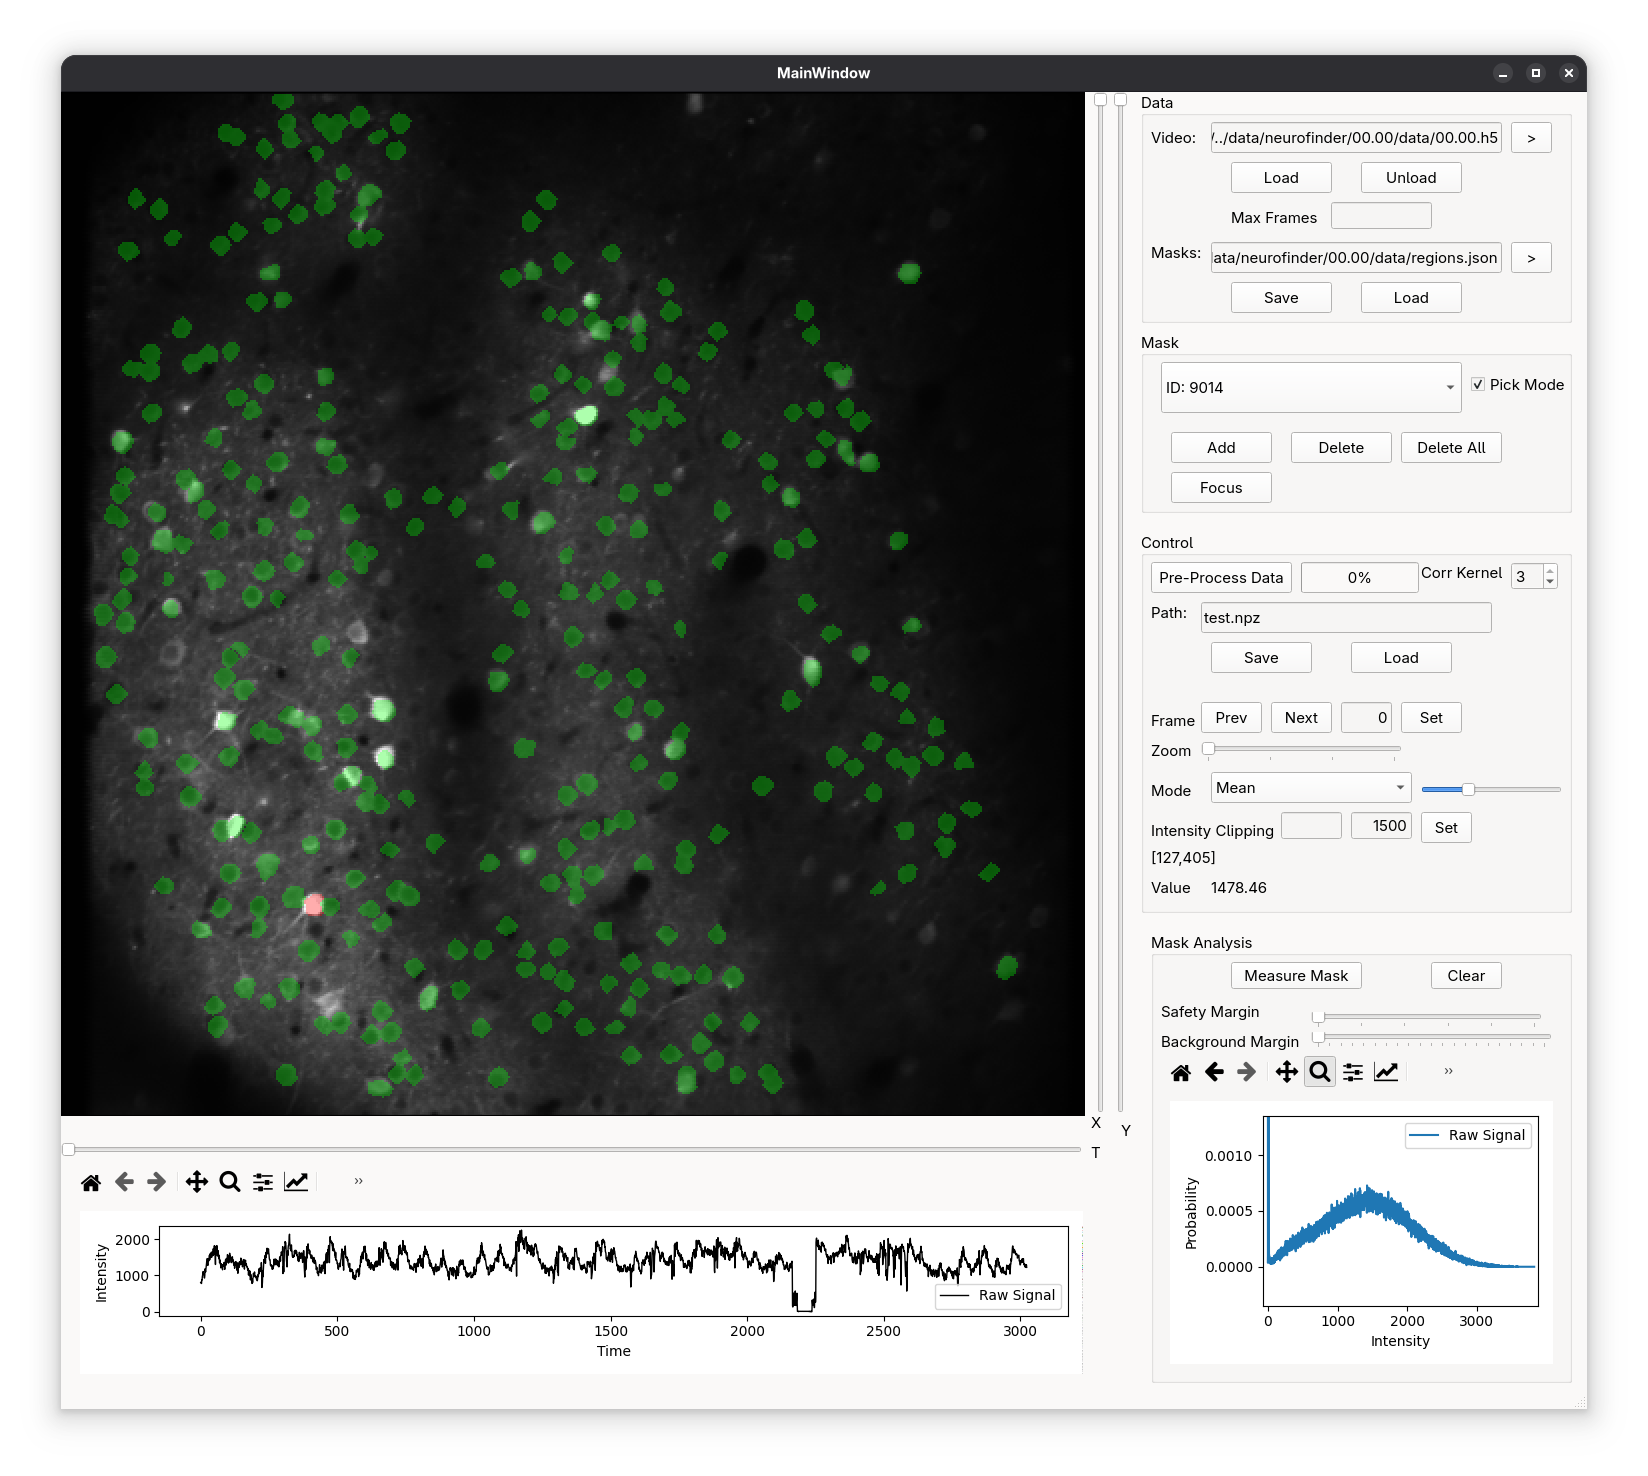 MainWindow
Data
Video: /../data/neurofinder/00.00/data/00.00.h5 >
Load Unload
Max Frames
Masks: data/neurofinder/00.00/data/regions.json >
Save Load
Mask
ID: 9014 Pick Mode
Add Delete Delete All
Focus
Control
Pre-Process Data 0% Corr Kernel 3
Path: test.npz
Save Load
Frame Prev Next 0 Set
Zoom
Mode Mean
Intensity Clipping 1500 Set
[127,405]
Value 1478.46
Mask Analysis
Measure Mask Clear
Safety Margin
Background Margin
»
X
Y
T
»
Intensity
2000
1000
0
Raw Signal
0 500 1000 1500 2000 2500 3000
Time
Probability
0.0010
0.0005
0.0000
Raw Signal
0 1000 2000 3000
Intensity